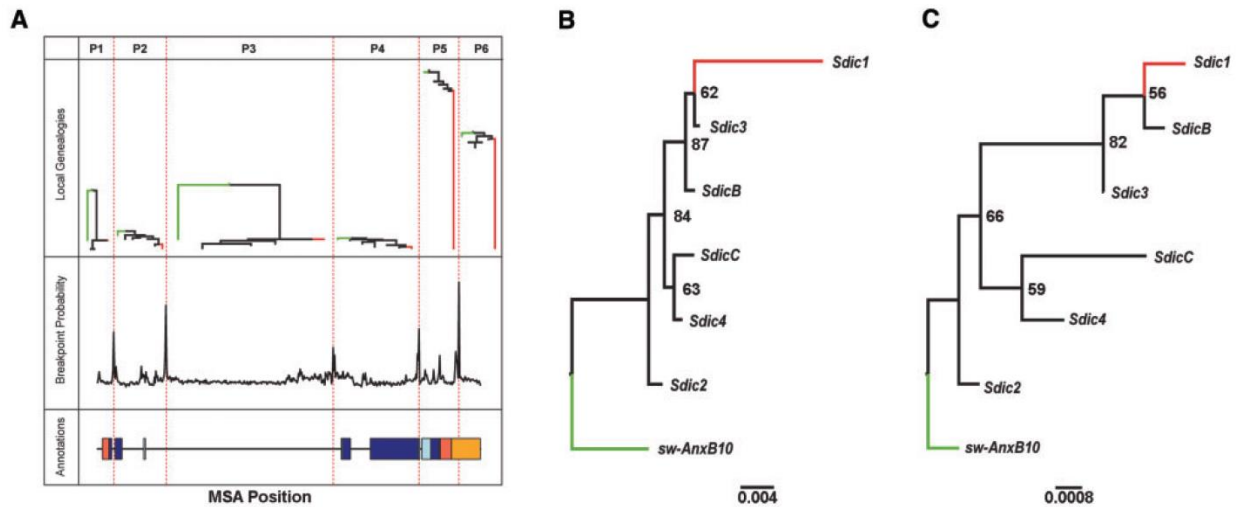 A
P1 P2 P3 P4 P5 P6
Local Genealogies
Breakpoint Probability
Annotations
MSA Position
B
Sdic1
62
Sdic3
87
SdicB
84
SdicC
63
Sdic4
Sdic2
sw-AnxB10
0.004
C
Sdic1
56
SdicB
82
Sdic3
66
SdicC
59
Sdic4
Sdic2
sw-AnxB10
0.0008